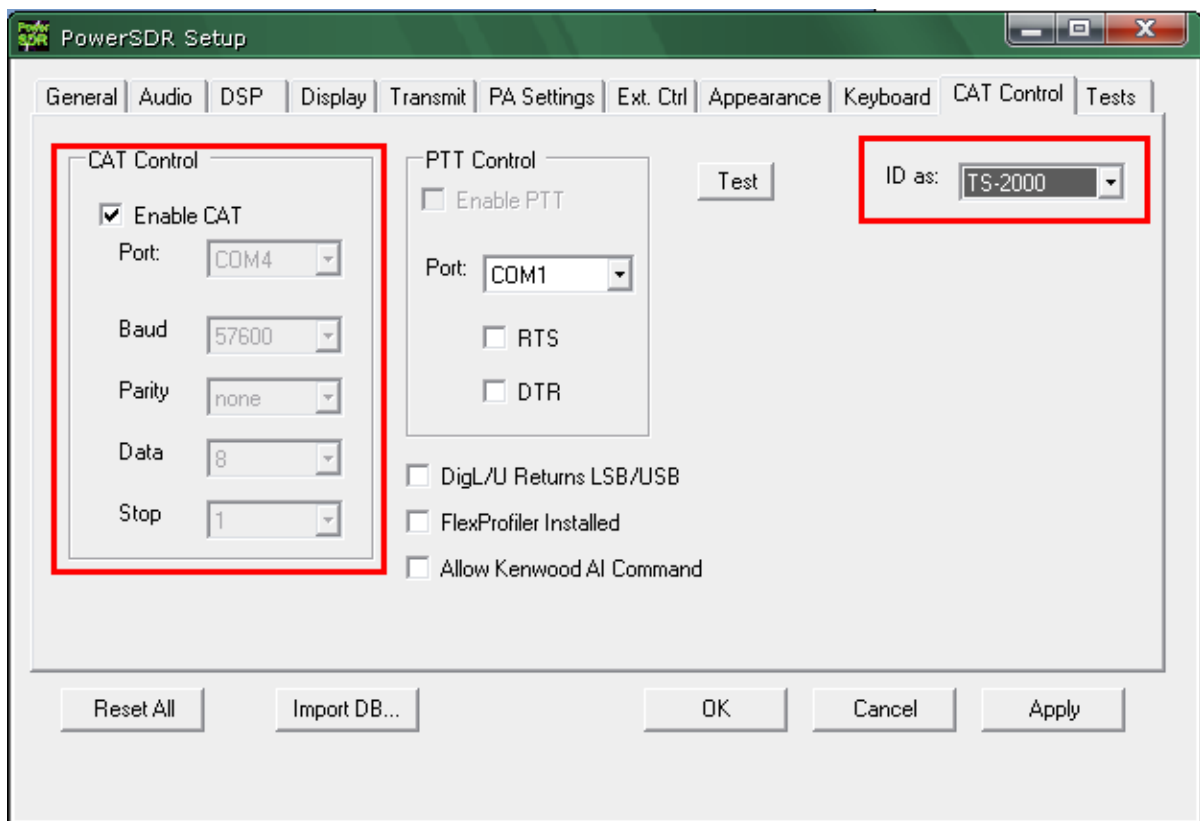 PowerSDR Setup
General Audio DSP Display Transmit PA Settings Ext. Ctrl Appearance Keyboard CAT Control Tests
CAT Control
Enable CAT
Port: COM4
Baud 57600
Parity none
Data 8
Stop 1
PTT Control
Enable PTT
Port: COM1
RTS
DTR
DigL/U Returns LSB/USB
FlexProfiler Installed
Allow Kenwood AI Command
Test
ID as: TS-2000
Reset All Import DB... OK Cancel Apply